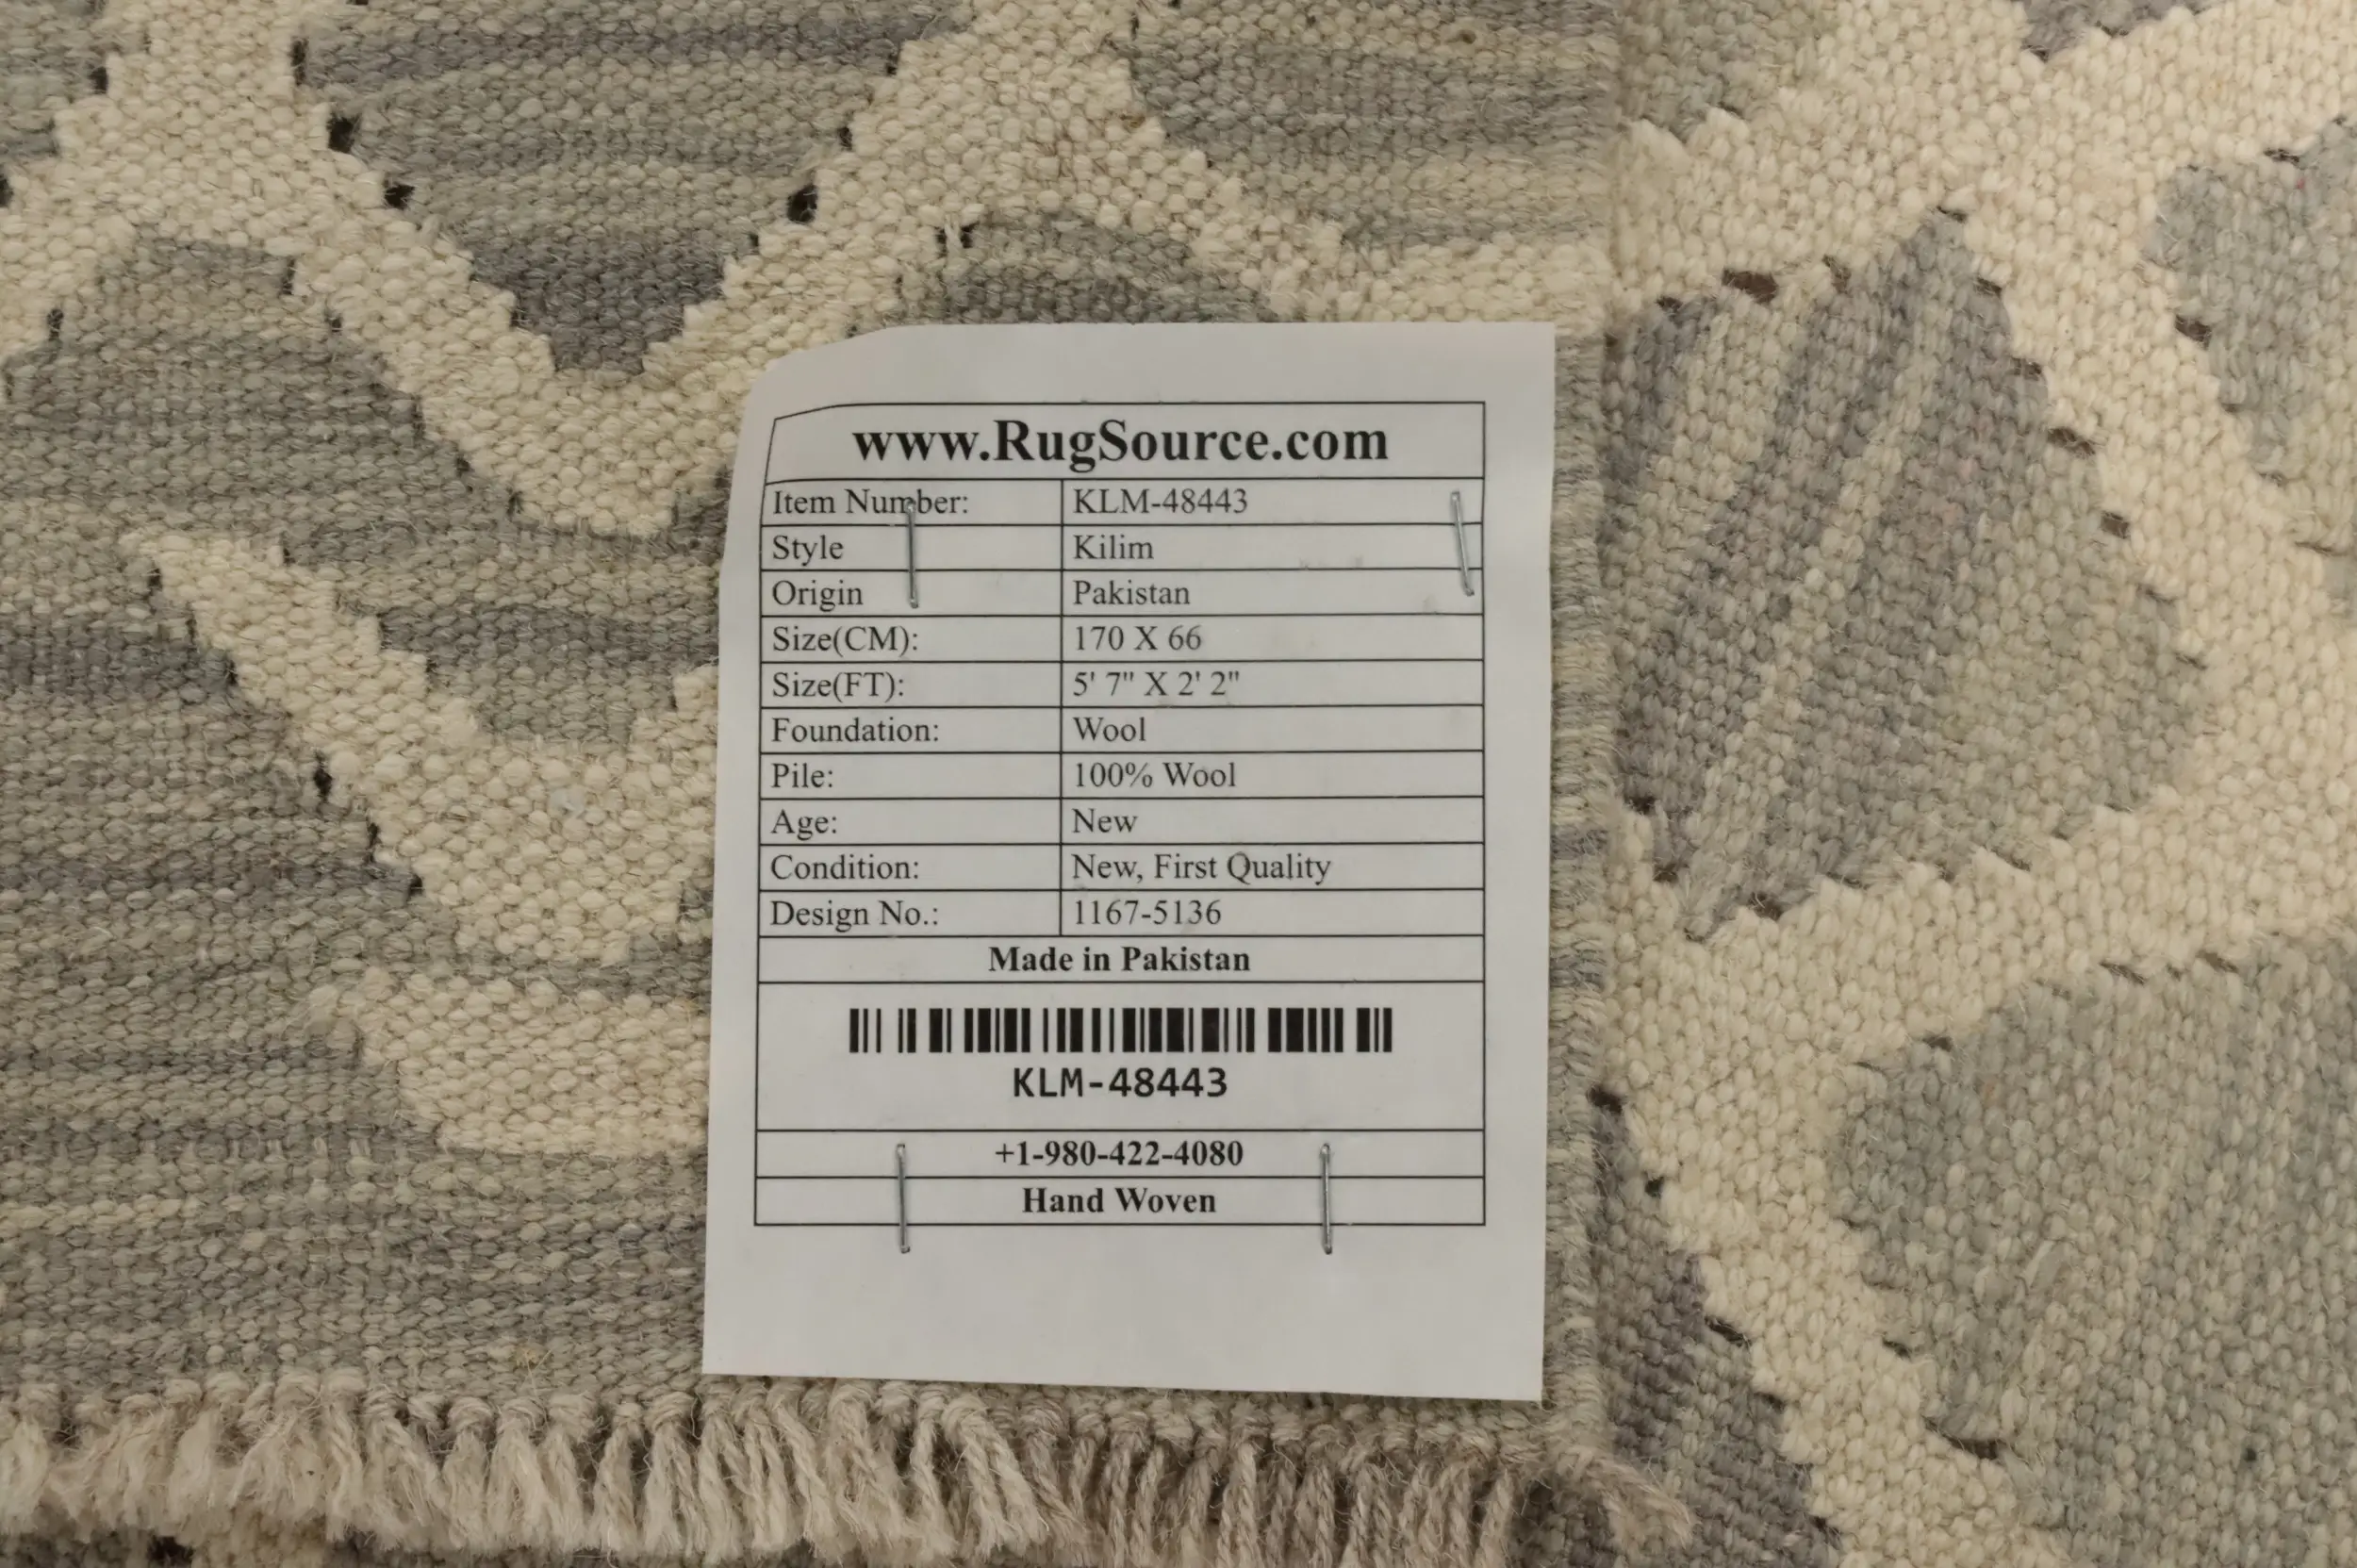 www.RugSource.com
Item Number: KLM-48443
Style Kilim
Origin Pakistan
Size(CM): 170 X 66
Size(FT): 5' 7" X 2' 2"
Foundation: Wool
Pile: 100% Wool
Age: New
Condition: New, First Quality
Design No.: 1167-5136
Made in Pakistan
KLM-48443
+1-980-422-4080
Hand Woven